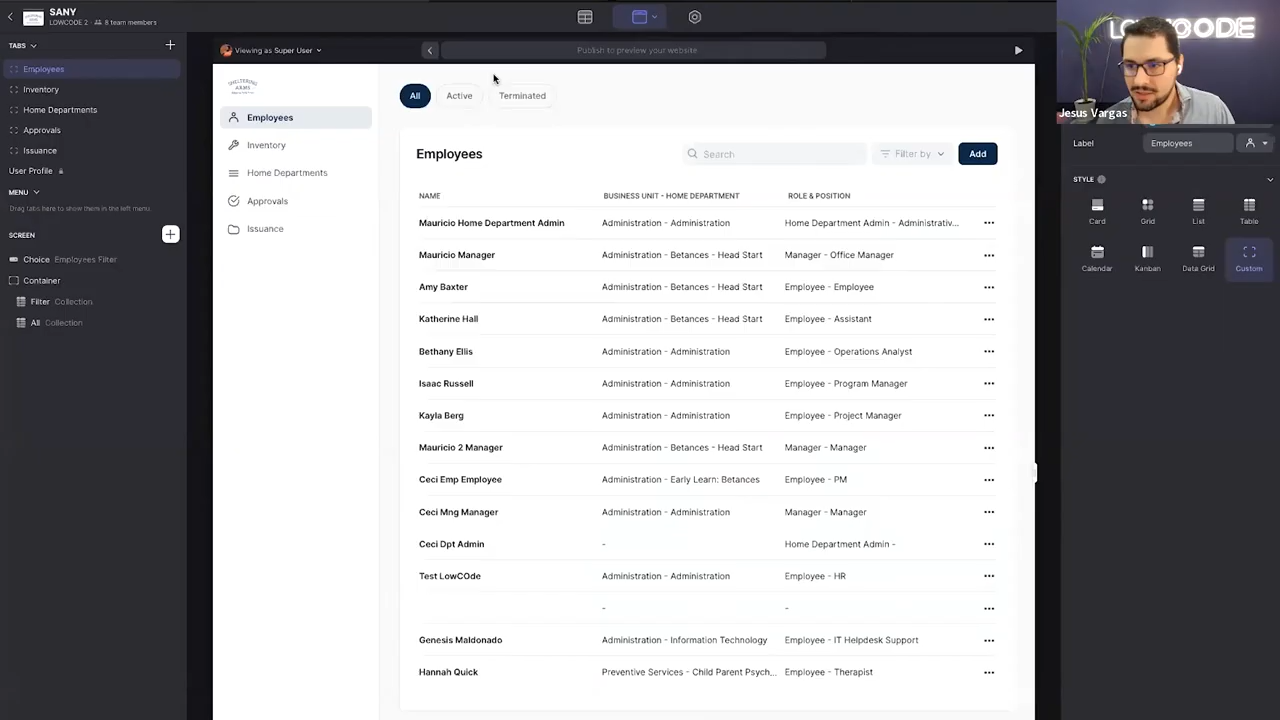 SANY
LOWCODE 2 · 8 team members
TABS
Employees
Inventory
Home Departments
Approvals
Issuance
User Profile
MENU
Drag tabs here to show them in the left menu.
SCREEN
Choice Employees Filter
Container
Filter Collection
All Collection
Viewing as Super User
Publish to preview your website
SHELTERING
ARMS
Employees
Inventory
Home Departments
Approvals
Issuance
All Active Terminated
Employees Search Filter by Add
NAME BUSINESS UNIT - HOME DEPARTMENT ROLE & POSITION
Mauricio Home Department Admin Administration - Administration Home Department Admin - Administrativ...
Mauricio Manager Administration - Betances - Head Start Manager - Office Manager
Amy Baxter Administration - Betances - Head Start Employee - Employee
Katherine Hall Administration - Betances - Head Start Employee - Assistant
Bethany Ellis Administration - Administration Employee - Operations Analyst
Isaac Russell Administration - Administration Employee - Program Manager
Kayla Berg Administration - Administration Employee - Project Manager
Mauricio 2 Manager Administration - Betances - Head Start Manager - Manager
Ceci Emp Employee Administration - Early Learn: Betances Employee - PM
Ceci Mng Manager Administration - Administration Manager - Manager
Ceci Dpt Admin - Home Department Admin -
Test LowCOde Administration - Administration Employee - HR
- -
Genesis Maldonado Administration - Information Technology Employee - IT Helpdesk Support
Hannah Quick Preventive Services - Child Parent Psych... Employee - Therapist
Jesus Vargas
Label Employees
STYLE
Card Grid List Table
Calendar Kanban Data Grid Custom